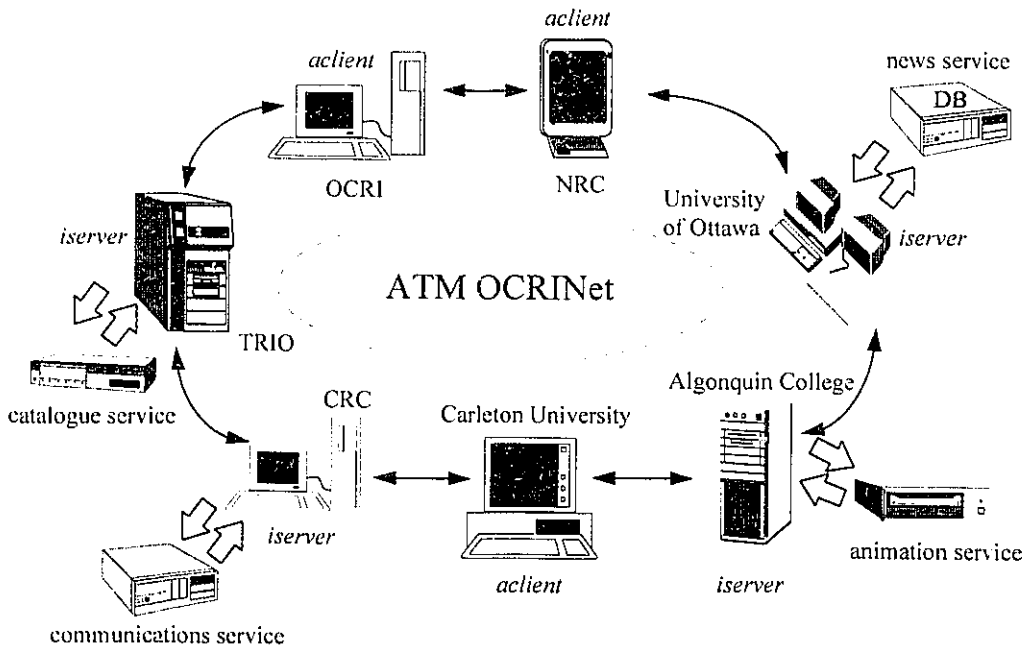 aclient
aclient
news service
DB
OCRI
NRC
University
of Ottawa
iserver
iserver
ATM OCRINet
TRIO
catalogue service
CRC
Carleton University
Algonquin College
iserver
animation service
aclient
iserver
communications service